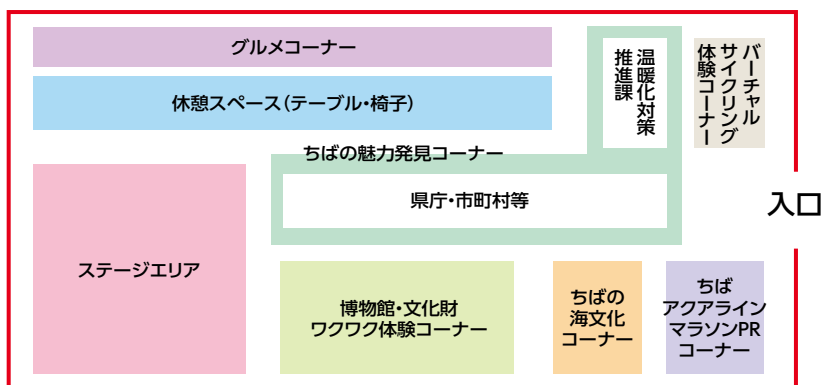 グルメコーナー
休憩スペース（テーブル・椅子）
温暖化対策
推進課
バーチャル
サイクリング
体験コーナー
ちばの魅力発見コーナー
県庁・市町村等
入口
ステージエリア
博物館・文化財
ワクワク体験コーナー
ちばの
海文化
コーナー
ちば
アクアライン
マラソンPR
コーナー